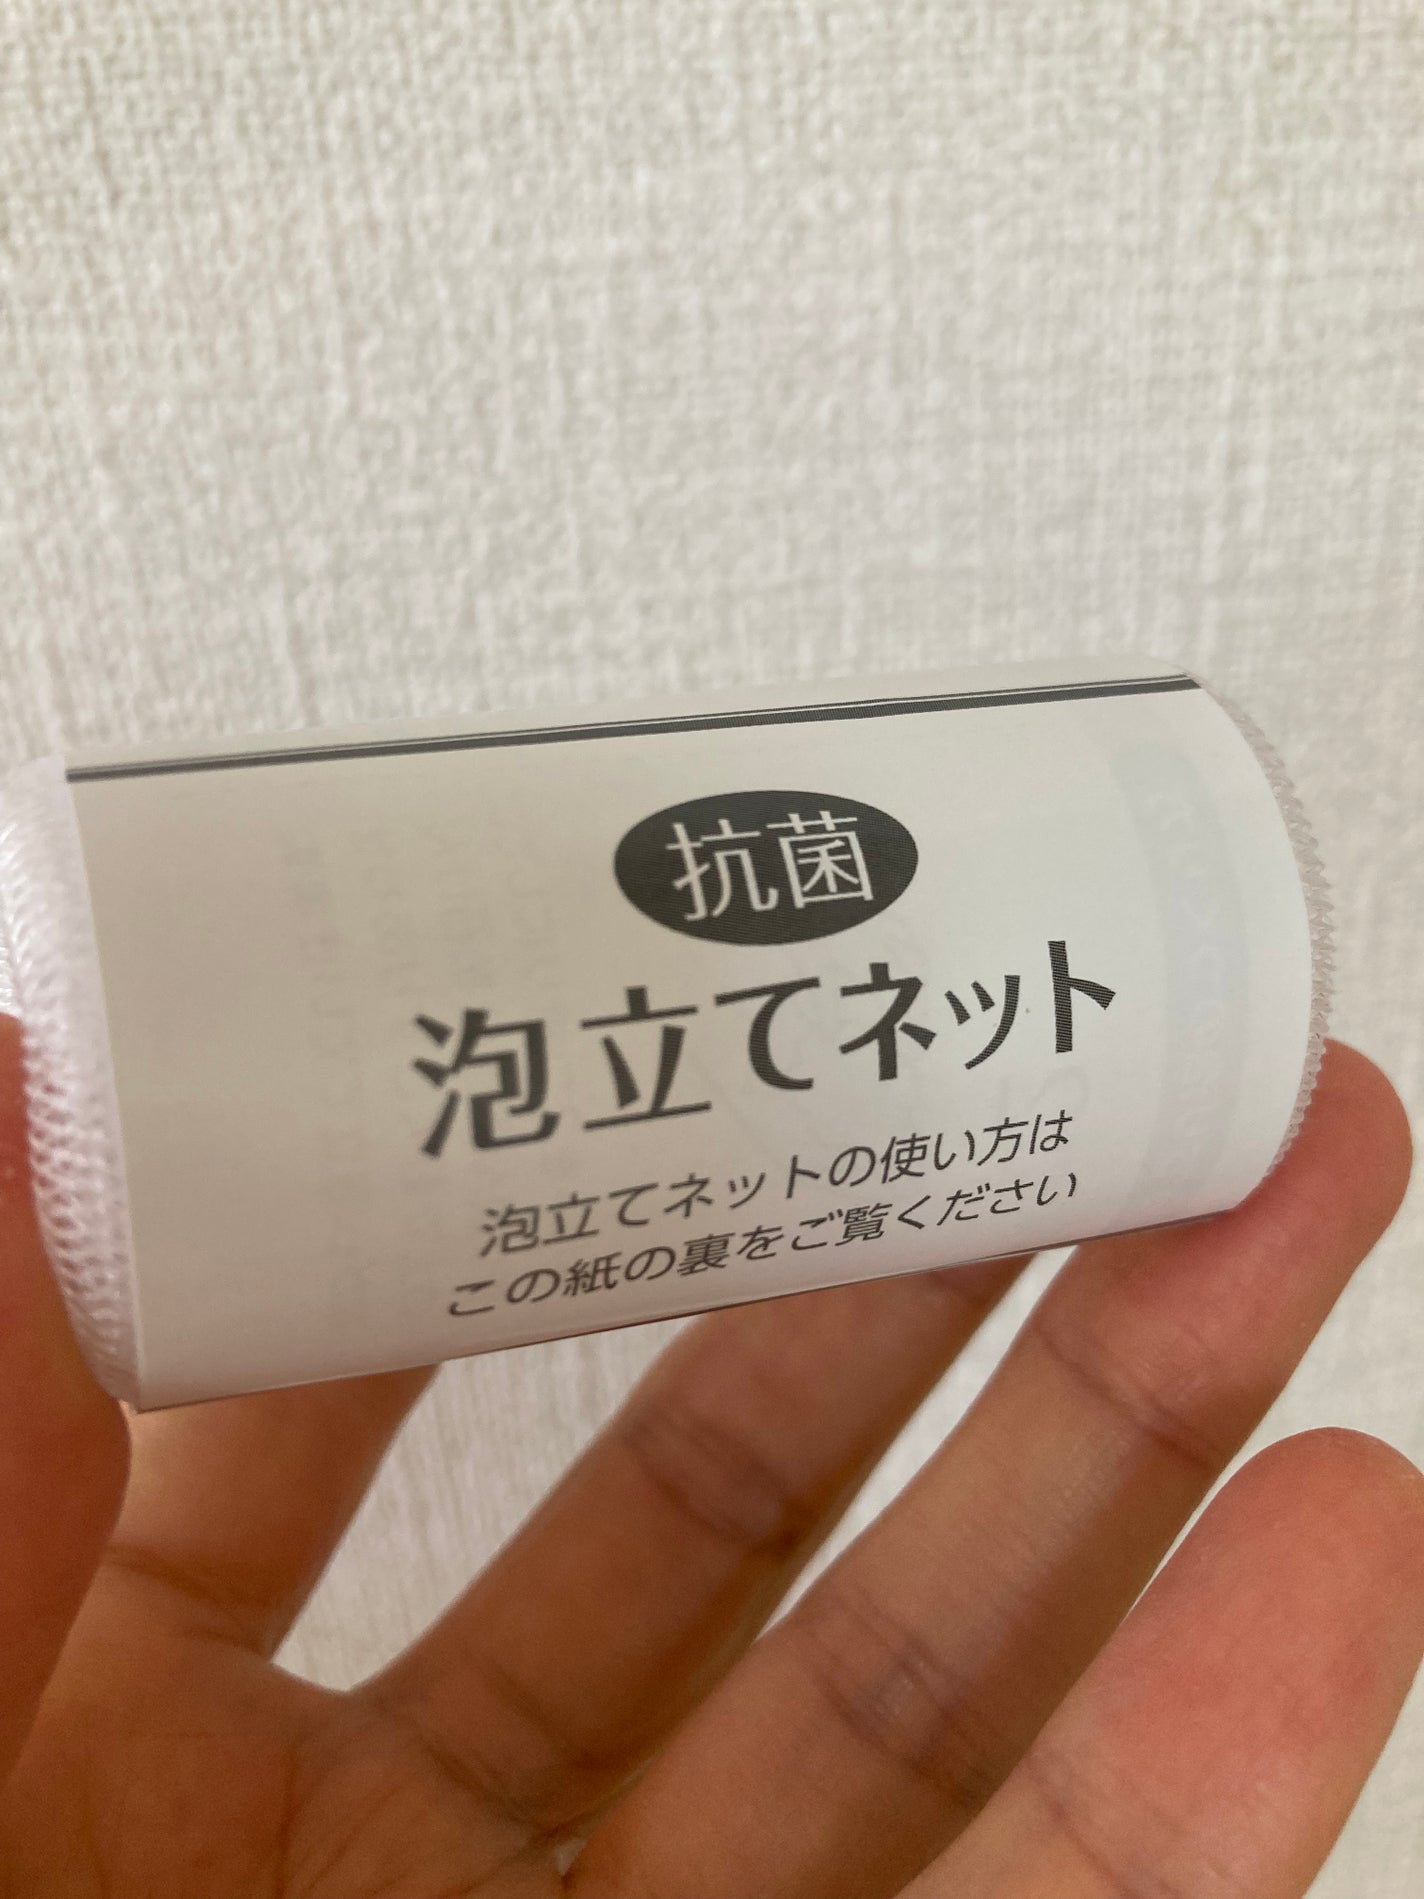 抗菌
泡立てネット
泡立てネットの使い方は
この紙の裏をご覧ください